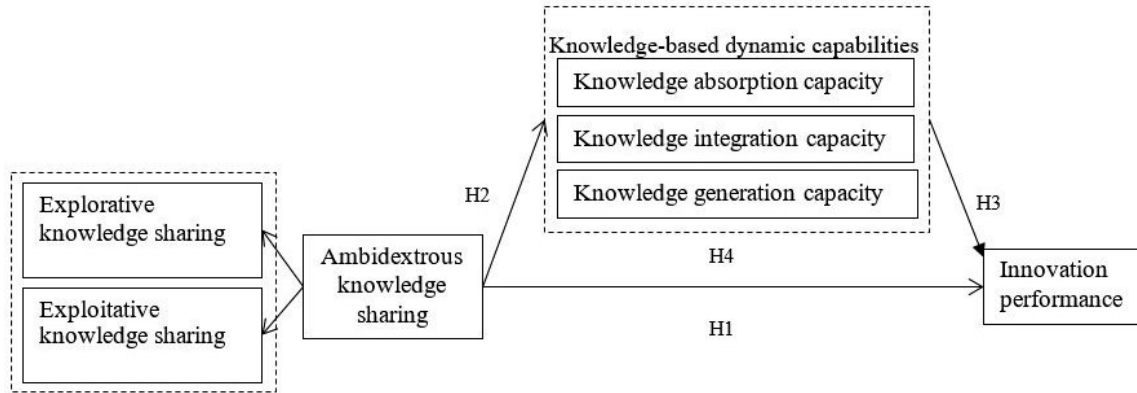 Knowledge-based dynamic capabilities
Knowledge absorption capacity
Knowledge integration capacity
Knowledge generation capacity
H2
H3
Explorative
knowledge sharing
Exploitative
knowledge sharing
Ambidextrous
knowledge
sharing
H4
H1
Innovation
performance